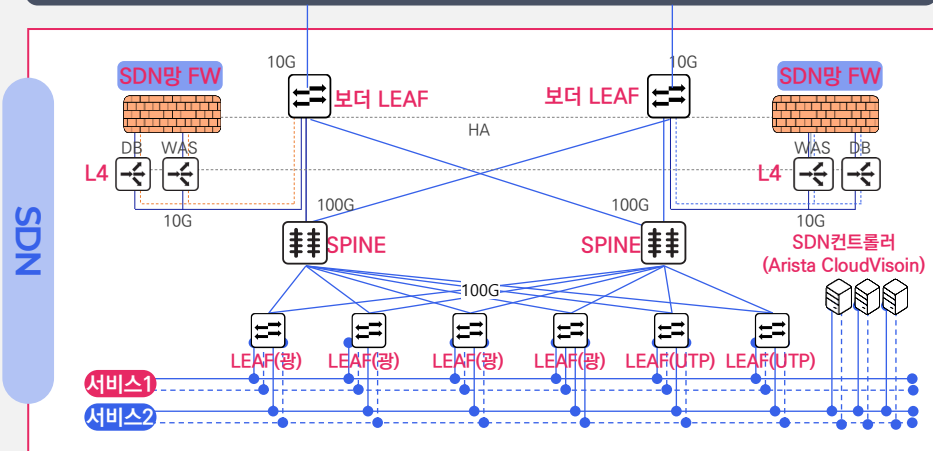 10G
10G
SDN망 FW
SDN망 FW
보더 LEAF
보더 LEAF
HA
DB
WAS
WAS
DB
L4
L4
10G
10G
100G
100G
SPINE
SPINE
SDN컨트롤러
(Arista CloudVisoin)
SDN
100G
LEAF(광)
LEAF(광)
LEAF(광)
LEAF(광)
LEAF(UTP)
LEAF(UTP)
서비스1
서비스2